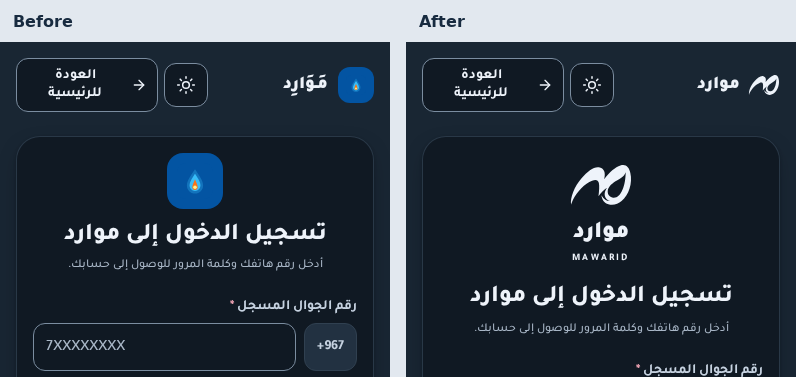 Before
مَوَارِد
العودة
للرئيسية
تسجيل الدخول إلى موارد
أدخل رقم هاتفك وكلمة المرور للوصول إلى حسابك.
رقم الجوال المسجل *
+967
7XXXXXXXX
After
موارد
العودة
للرئيسية
موارد
MAWARID
تسجيل الدخول إلى موارد
أدخل رقم هاتفك وكلمة المرور للوصول إلى حسابك.
رقم الجوال المسجل *